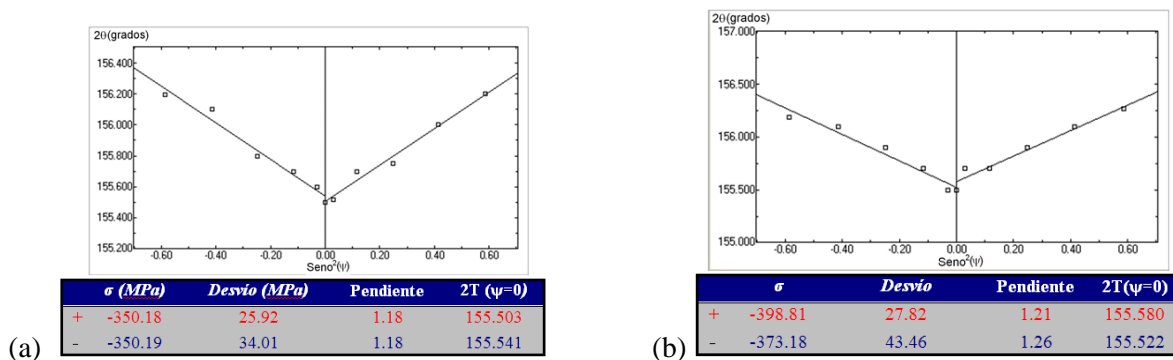 2θ(grados)
156.400
156.200
156.000
155.800
155.600
155.400
155.200
-0.60 -0.40 -0.20 0.00 0.20 0.40 0.60
Seno²(ψ)
σ (MPa) Desvío (MPa) Pendiente 2T (ψ=0)
+ -350.18 25.92 1.18 155.503
- -350.19 34.01 1.18 155.541
(a)
2θ(grados)
157.000
156.500
156.000
155.500
155.000
-0.60 -0.40 -0.20 0.00 0.20 0.40 0.60
Seno²(ψ)
σ Desvío Pendiente 2T(ψ=0)
+ -398.81 27.82 1.21 155.580
- -373.18 43.46 1.26 155.522
(b)